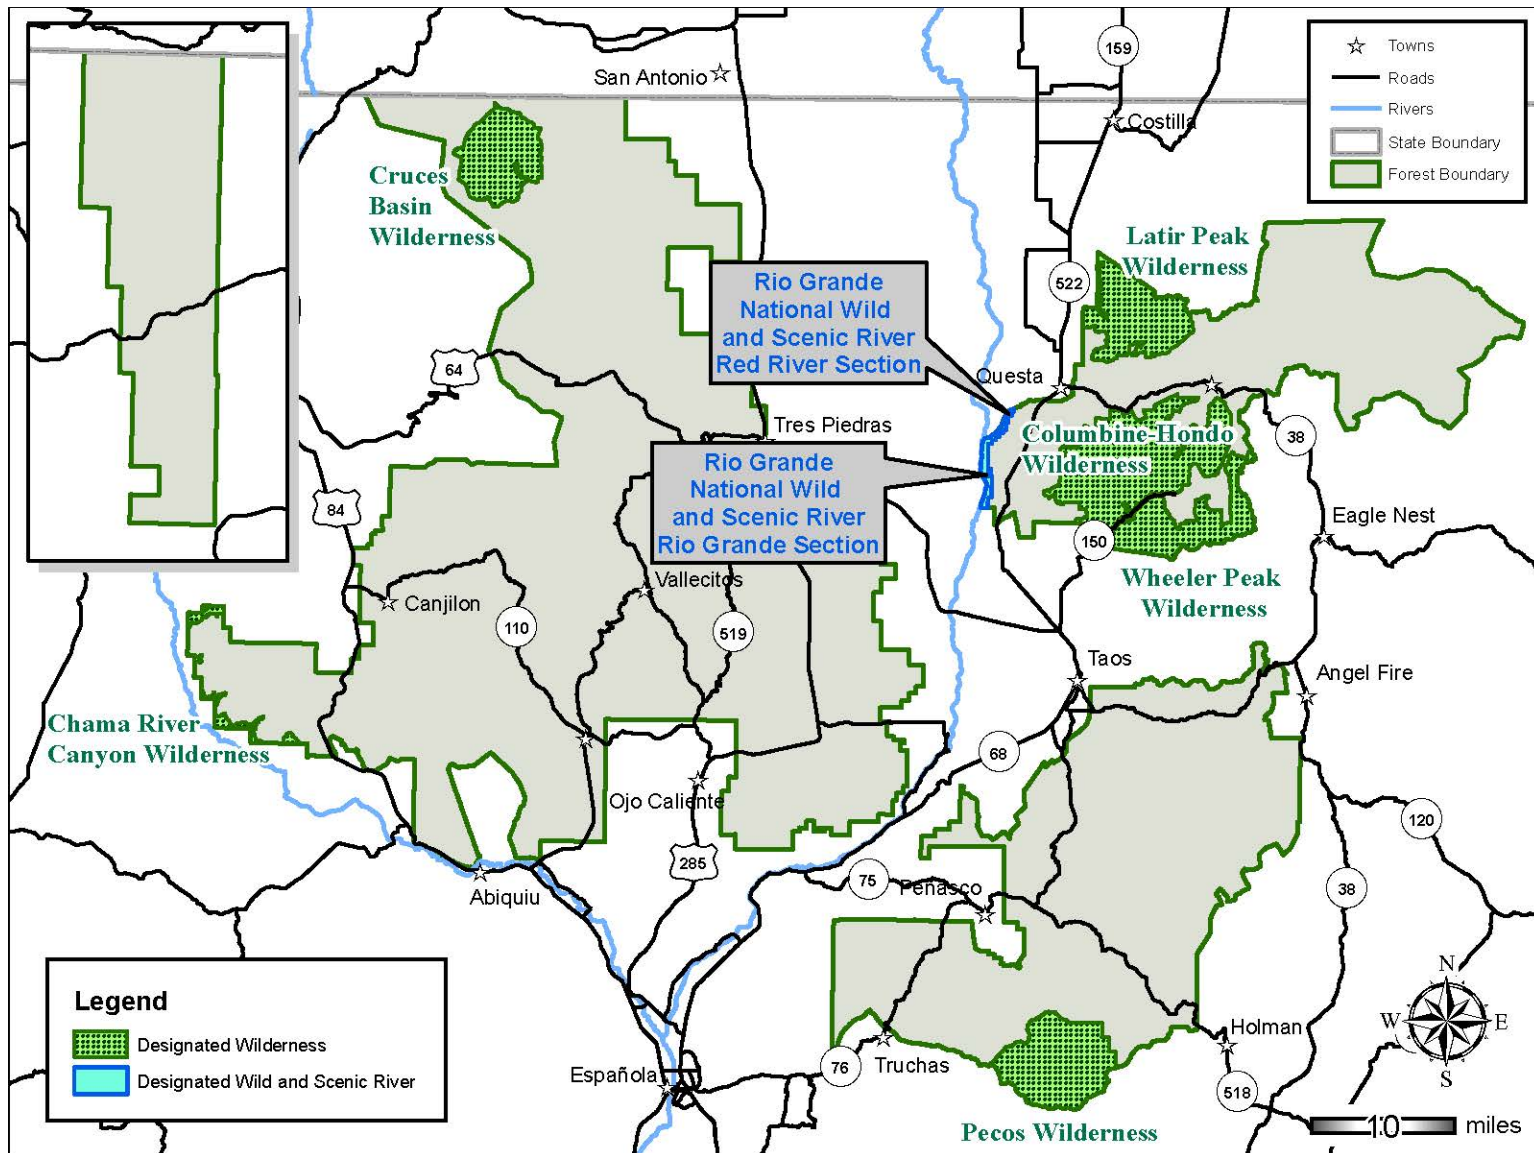 159
Towns
Roads
Rivers
State Boundary
Forest Boundary
San Antonio
Costilla
Cruces
Basin
Wilderness
Latir Peak
Wilderness
522
Rio Grande
National Wild
and Scenic River
Red River Section
64
Questa
Tres Piedras
38
Columbine-Hondo
Wilderness
Rio Grande
National Wild
and Scenic River
Rio Grande Section
84
150
Eagle Nest
Wheeler Peak
Wilderness
Vallecitos
Canjilon
110
519
Taos
Angel Fire
Chama River
Canyon Wilderness
68
Ojo Caliente
120
285
75
Peñasco
38
Abiquiu
Legend
Designated Wilderness
Designated Wild and Scenic River
N
W
E
S
Holman
Truchas
76
Española
518
Pecos Wilderness
10 miles